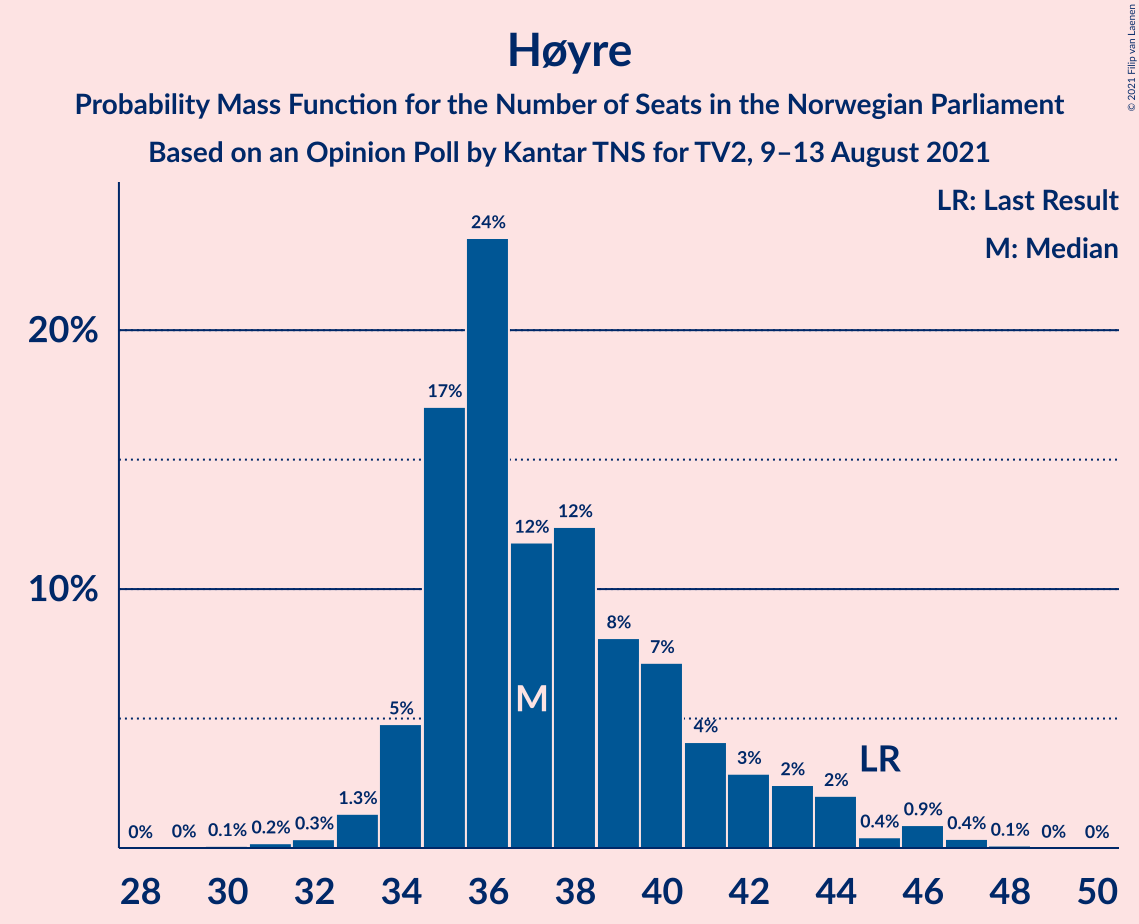 Høyre
Probability Mass Function for the Number of Seats in the Norwegian Parliament
Based on an Opinion Poll by Kantar TNS for TV2, 9–13 August 2021
© 2021 Filip van Laenen
LR: Last Result
M: Median
20%
10%
0%
0%
0.1%
0.2%
0.3%
1.3%
5%
17%
24%
12%
12%
8%
7%
4%
3%
2%
2%
0.4%
0.9%
0.4%
0.1%
0%
0%
M
LR
28 30 32 34 36 38 40 42 44 46 48 50